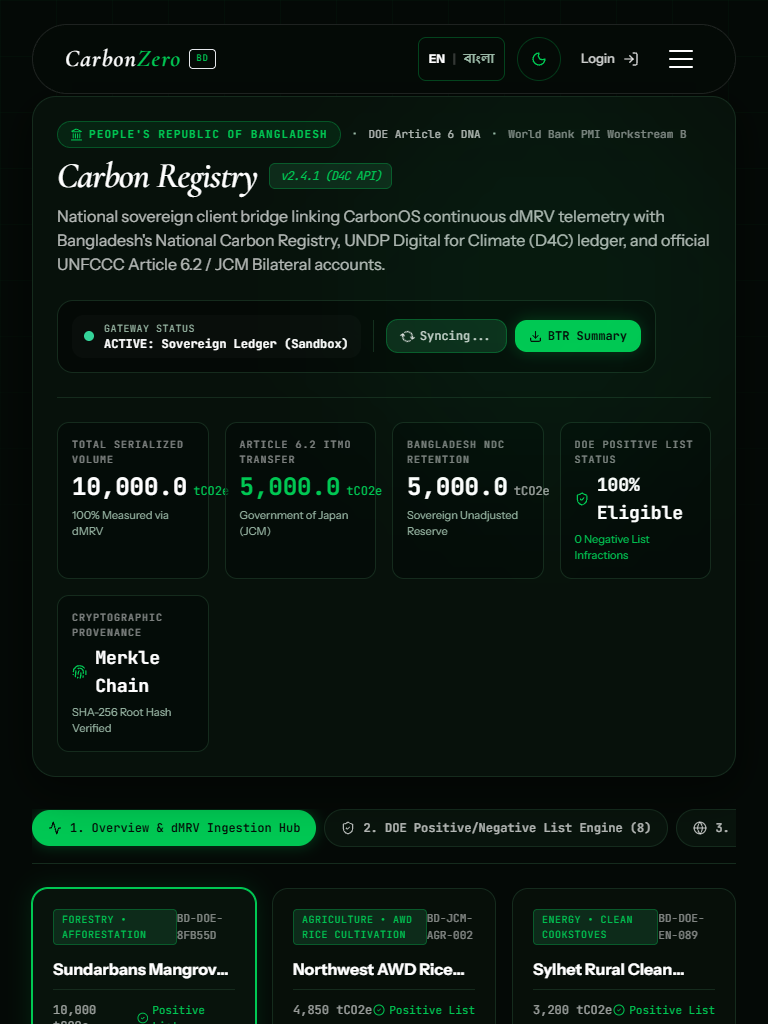 CarbonZero BD
EN | বাংলা
Login
PEOPLE'S REPUBLIC OF BANGLADESH · DOE Article 6 DNA · World Bank PMI Workstream B
Carbon Registry v2.4.1 (D4C API)
National sovereign client bridge linking CarbonOS continuous dMRV telemetry with
Bangladesh's National Carbon Registry, UNDP Digital for Climate (D4C) ledger, and official
UNFCCC Article 6.2 / JCM Bilateral accounts.
GATEWAY STATUS
ACTIVE: Sovereign Ledger (Sandbox)
Syncing...
BTR Summary
TOTAL SERIALIZED
VOLUME
10,000.0 tCO2e
100% Measured via
dMRV
ARTICLE 6.2 ITMO
TRANSFER
5,000.0 tCO2e
Government of Japan
(JCM)
BANGLADESH NDC
RETENTION
5,000.0 tCO2e
Sovereign Unadjusted
Reserve
DOE POSITIVE LIST
STATUS
100%
Eligible
0 Negative List
Infractions
CRYPTOGRAPHIC
PROVENANCE
Merkle
Chain
SHA-256 Root Hash
Verified
1. Overview & dMRV Ingestion Hub
2. DOE Positive/Negative List Engine (8)
3.
FORESTRY •
AFFORESTATION
BD-DOE-
8FB55D
Sundarbans Mangrov...
10,000
Positive
AGRICULTURE • AWD
RICE CULTIVATION
BD-JCM-
AGR-002
Northwest AWD Rice...
4,850 tCO2e
Positive List
ENERGY • CLEAN
COOKSTOVES
BD-DOE-
EN-089
Sylhet Rural Clean...
3,200 tCO2e
Positive List